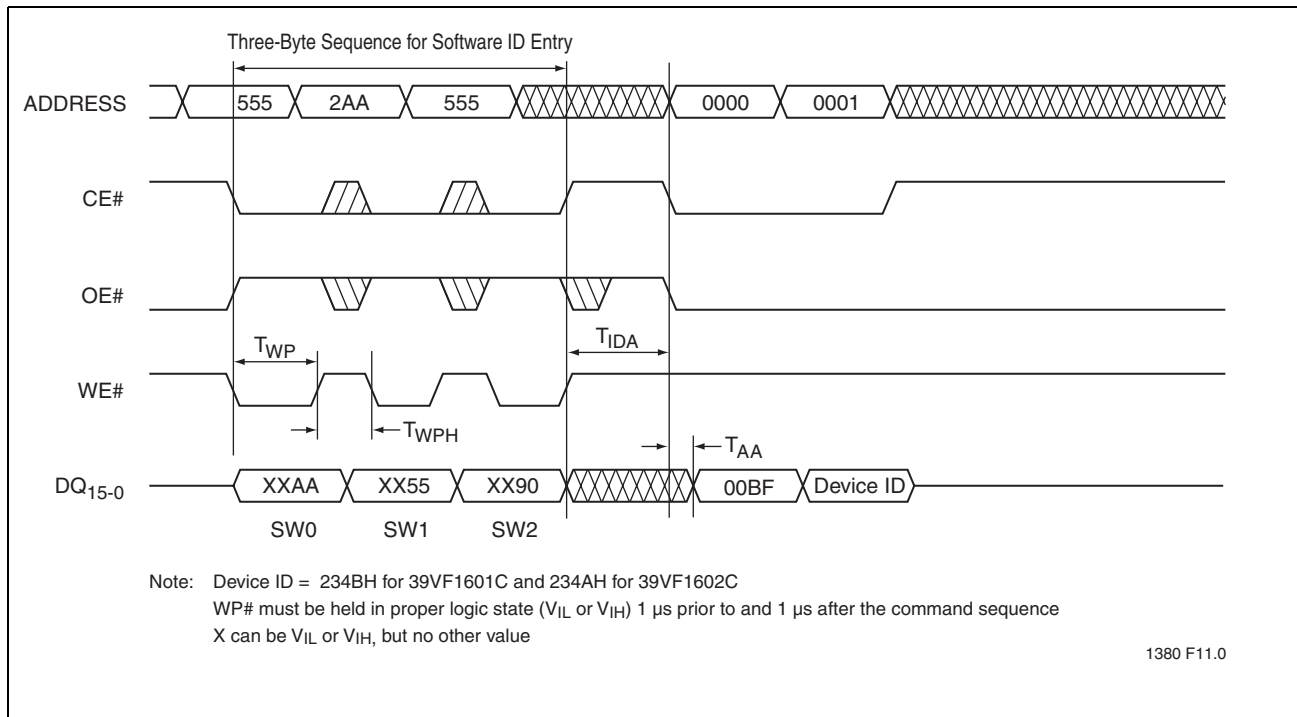 Three-Byte Sequence for Software ID Entry
ADDRESS 555 2AA 555 0000 0001
CE#
OE#
TWP TIDA
WE#
TWPH TAA
DQ15-0 XXAA XX55 XX90 00BF Device ID
SW0 SW1 SW2
Note: Device ID = 234BH for 39VF1601C and 234AH for 39VF1602C
WP# must be held in proper logic state (VIL or VIH) 1 µs prior to and 1 µs after the command sequence
X can be VIL or VIH, but no other value
1380 F11.0